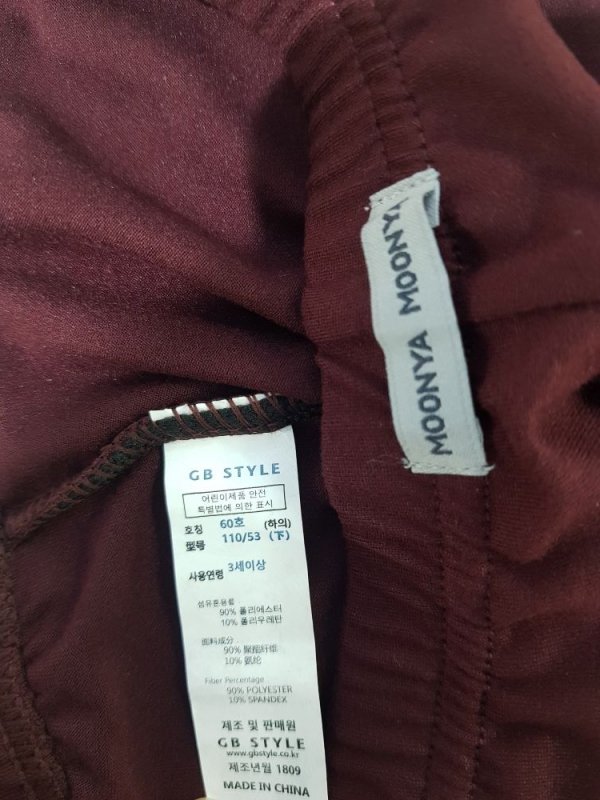 MOONYA MOONYA
GB STYLE
어린이제품 안전
특별법에 의한 표시
호칭 60호 (하의)
型号 110/53 (下)
사용연령 3세이상
섬유혼용률
90% 폴리에스터
10% 폴리우레탄
面料成分
90% 聚酯纤维
10% 氨纶
Fiber Percentage
90% POLYESTER
10% SPANDEX
제조 및 판매원
GB STYLE
www.gbstyle.co.kr
제조년월 1809
MADE IN CHINA